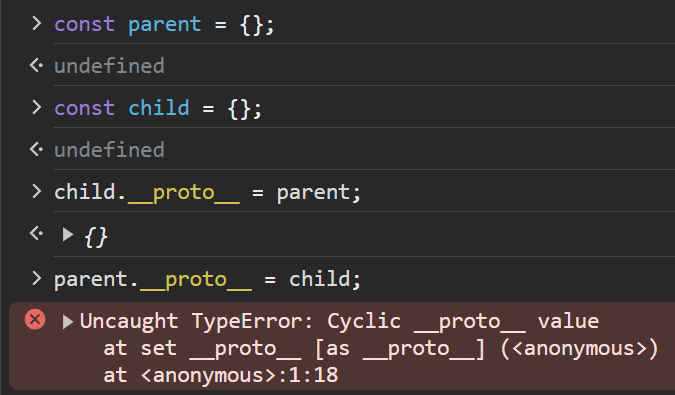 > const parent = {};
<· undefined
> const child = {};
<· undefined
> child.__proto__ = parent;
<· ▶ {}
> parent.__proto__ = child;
▶ Uncaught TypeError: Cyclic __proto__ value
at set __proto__ [as __proto__] (<anonymous>)
at <anonymous>:1:18